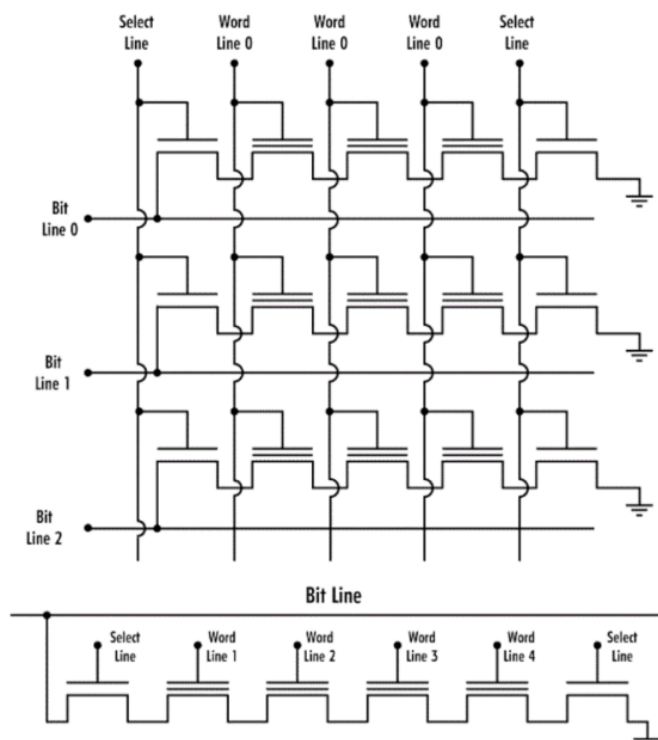 Select Line
Word Line 0
Word Line 0
Word Line 0
Select Line
Bit Line 0
Bit Line 1
Bit Line 2
Bit Line
Select Line
Word Line 1
Word Line 2
Word Line 3
Word Line 4
Select Line